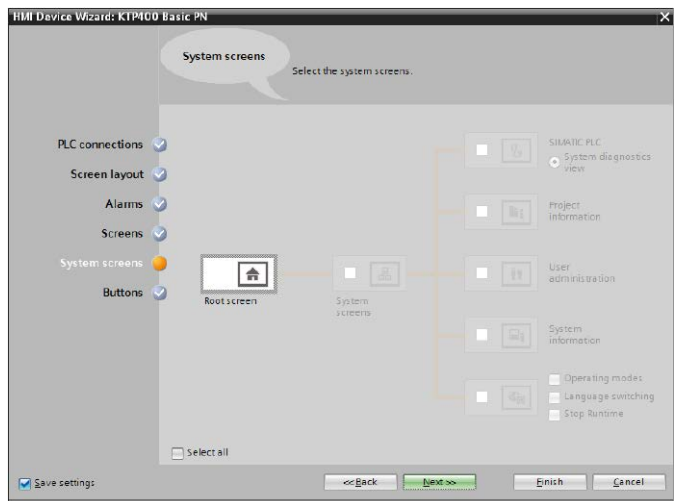 HMI Device Wizard: KTP400 Basic PN
System screens
Select the system screens.
PLC connections
Screen layout
Alarms
Screens
System screens
Buttons
Root screen
System
screens
SIMATIC PLC
System diagnostics
view
Project
information
User
administration
System
information
Operating modes
Language switching
Stop Runtime
Select all
Save settings
<<Back
Next >>
Finish
Cancel